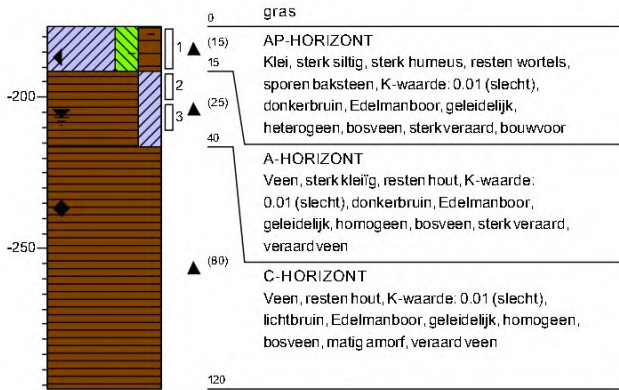 0 gras
AP-HORIZONT
Klei, sterk siltig, sterk humeus, resten wortels,
sporen baksteen, K-waarde: 0.01 (slecht),
donkerbruin, Edelmanboor, geleidelijk,
heterogeen, bosveen, sterk veraard, bouwvoor
1
(15)
15
-200
2
(25)
3
40
A-HORIZONT
Veen, sterk kleiïg, resten hout, K-waarde:
0.01 (slecht), donkerbruin, Edelmanboor,
geleidelijk, homogeen, bosveen, sterk veraard,
veraard veen
-250
(80)
C-HORIZONT
Veen, resten hout, K-waarde: 0.01 (slecht),
lichtbruin, Edelmanboor, geleidelijk, homogeen,
bosveen, matig amorf, veraard veen
120